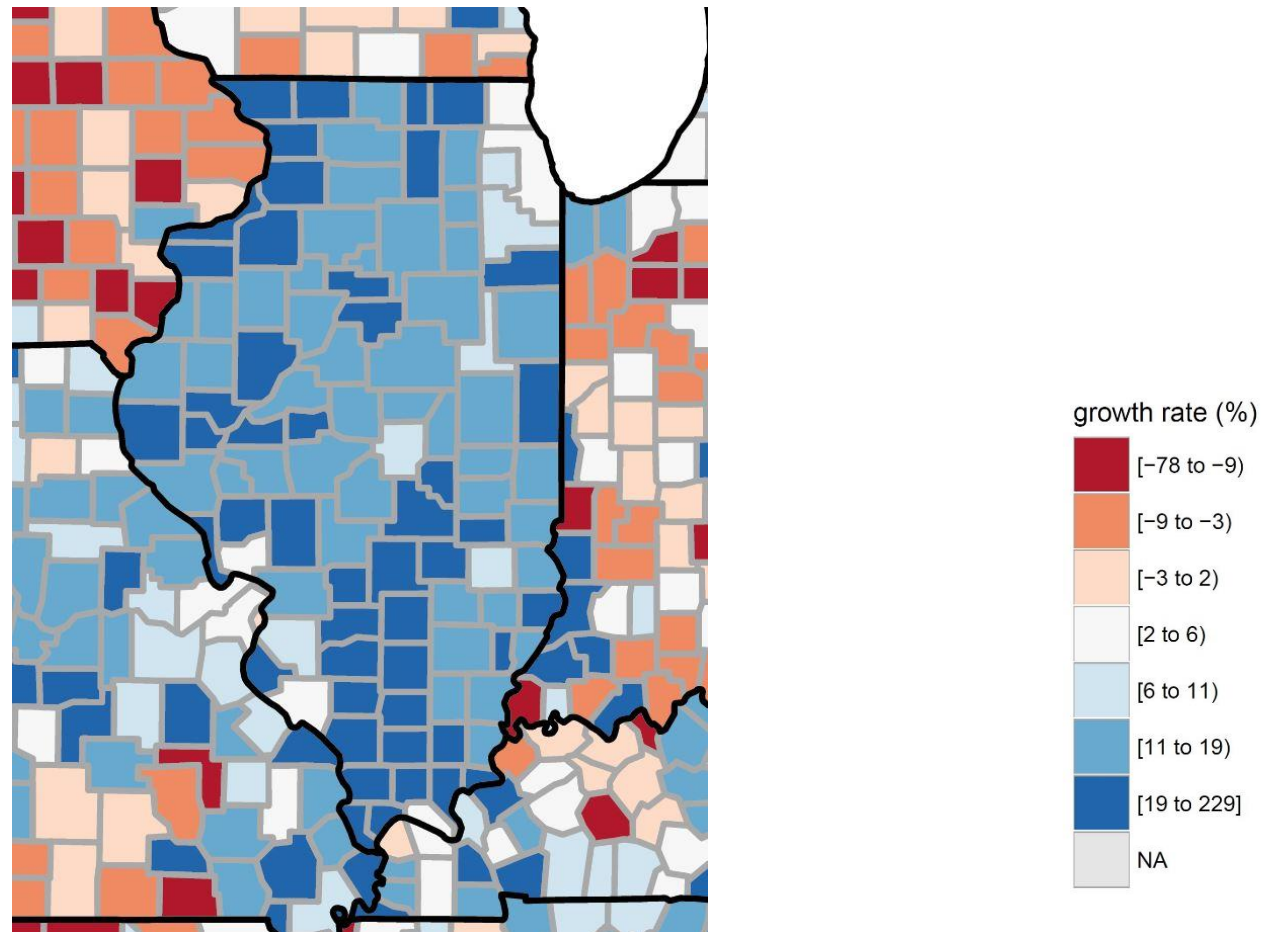 growth rate (%)
[−78 to −9)
[−9 to −3)
[−3 to 2)
[2 to 6)
[6 to 11)
[11 to 19)
[19 to 229]
NA